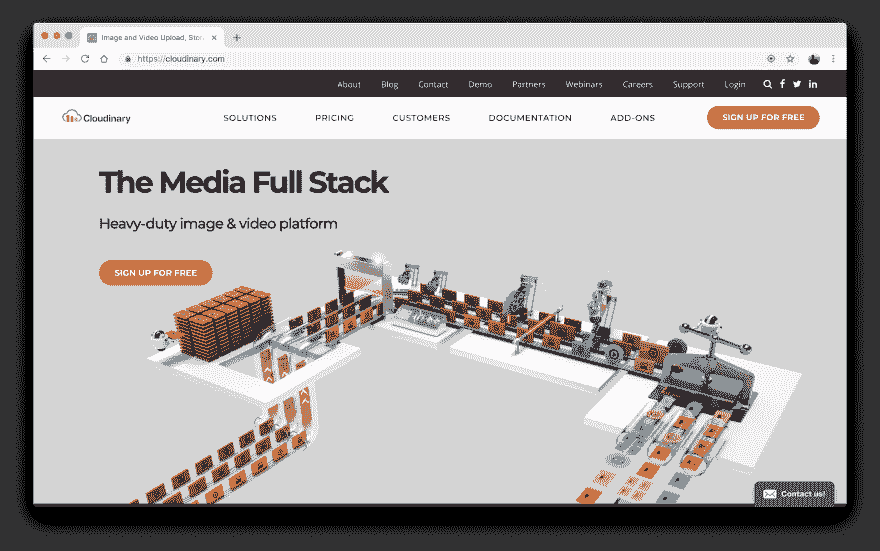 Image and Video Upload, Stor
https://cloudinary.com
About Blog Contact Demo Partners Webinars Careers Support Login
Cloudinary SOLUTIONS PRICING CUSTOMERS DOCUMENTATION ADD-ONS SIGN UP FOR FREE
The Media Full Stack
Heavy-duty image & video platform
SIGN UP FOR FREE
Contact us!